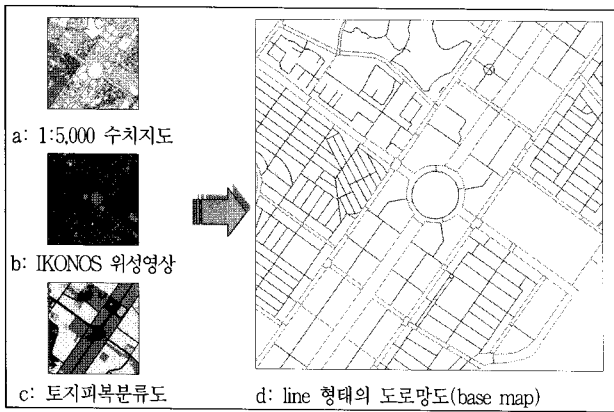 a: 1:5,000 수치지도
b: IKONOS 위성영상
c: 토지피복분류도
d: line 형태의 도로망도(base map)